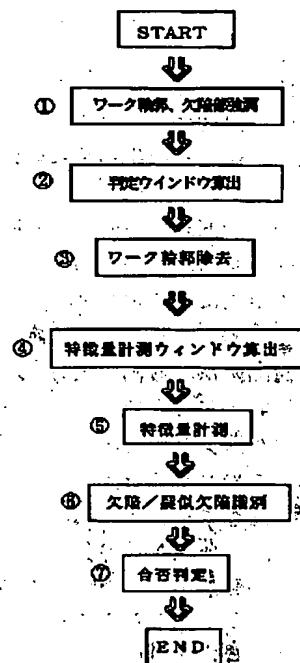 START
① ワーク輪郭、欠陥部強調
② 判定ウインドウ算出
③ ワーク輪郭除去
④ 特徴量計測ウィンドウ算出
⑤ 特徴量計測
⑥ 欠陥/疑似欠陥識別
⑦ 合否判定
END